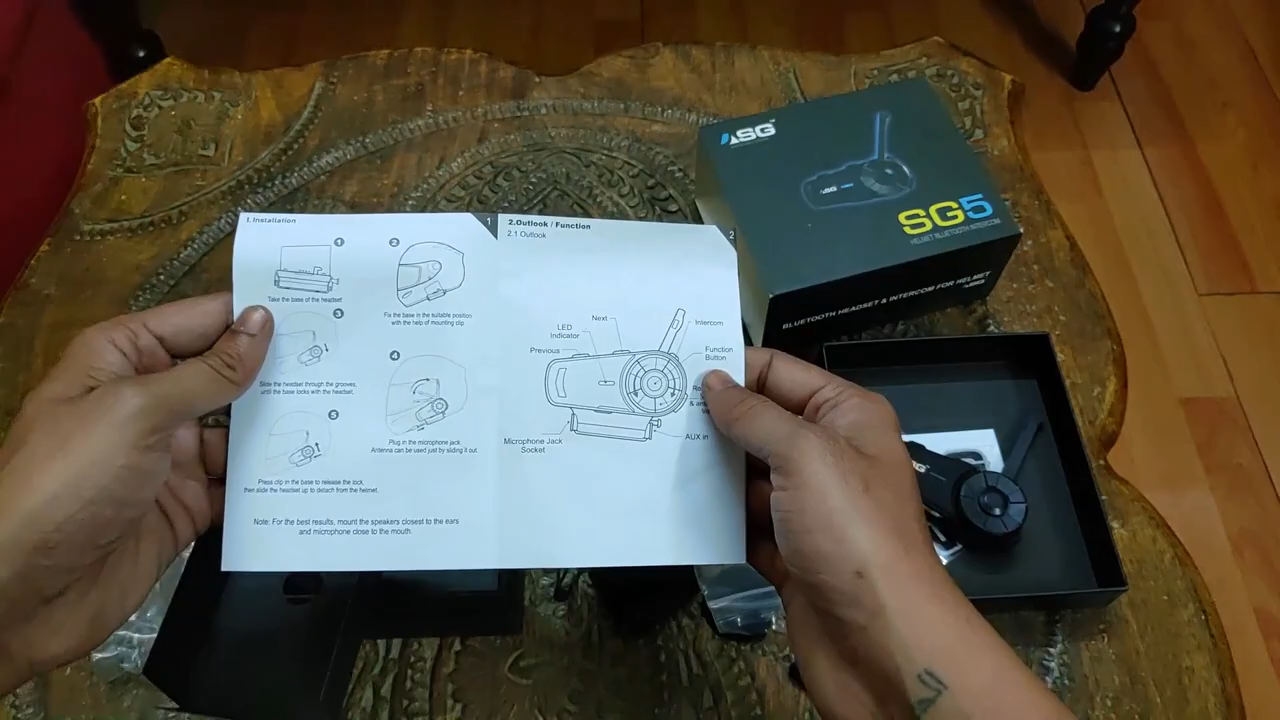 1. Installation
1
1
Take the base of the headset
2
Fix the base in the suitable position
with the help of mounting clip
3
Slide the headset through the grooves,
until the base locks with the headset.
4
Plug in the microphone jack.
Antenna can be used just by sliding it out.
5
Press clip in the base to release the lock,
then slide the headset up to detach from the helmet.
Note: For the best results, mount the speakers closest to the ears
and microphone close to the mouth.
2.Outlook / Function
2
2.1 Outlook
Next
LED
Indicator
Previous
Intercom
Function
Button
AUX in
Microphone Jack
Socket
ASG
ASG
SG5
HELMET BLUETOOTH INTERCOM
BLUETOOTH HEADSET & INTERCOM FOR HELMET
ASG